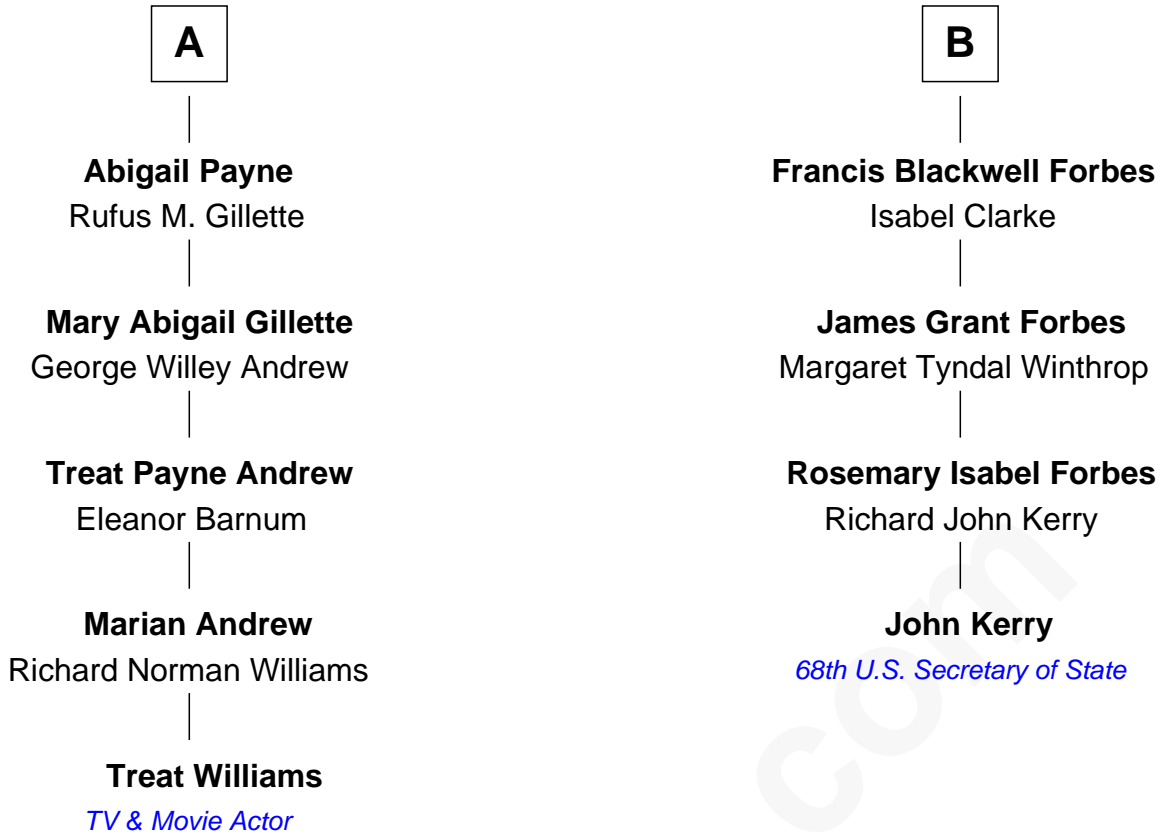 A
Abigail Payne
Rufus M. Gillette
Mary Abigail Gillette
George Willey Andrew
Treat Payne Andrew
Eleanor Barnum
Marian Andrew
Richard Norman Williams
Treat Williams
TV & Movie Actor
B
Francis Blackwell Forbes
Isabel Clarke
James Grant Forbes
Margaret Tyndal Winthrop
Rosemary Isabel Forbes
Richard John Kerry
John Kerry
68th U.S. Secretary of State
com